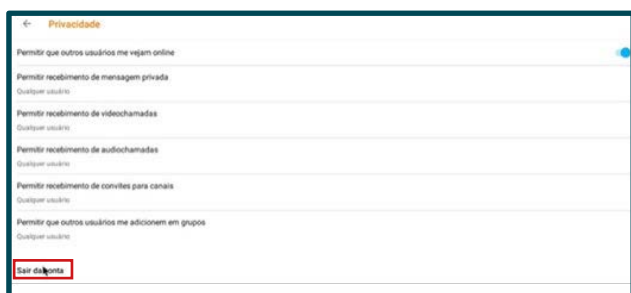 Privacidade
Permitir que outros usuários me vejam online
Permitir recebimento de mensagem privada
Qualquer usuário
Permitir recebimento de videochamadas
Qualquer usuário
Permitir recebimento de audiochamadas
Qualquer usuário
Permitir recebimento de convites para canais
Qualquer usuário
Permitir que outros usuários me adicionem em grupos
Qualquer usuário
Sair da conta